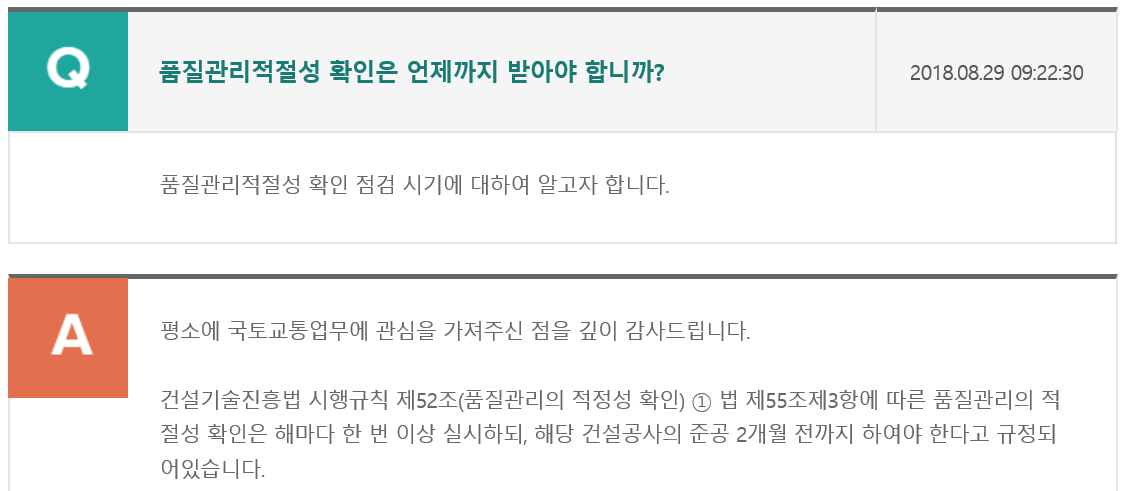 Q
품질관리적절성 확인은 언제까지 받아야 합니까?
2018.08.29 09:22:30
품질관리적절성 확인 점검 시기에 대하여 알고자 합니다.
A
평소에 국토교통업무에 관심을 가져주신 점을 깊이 감사드립니다.
건설기술진흥법 시행규칙 제52조(품질관리의 적정성 확인) ① 법 제55조제3항에 따른 품질관리의 적
절성 확인은 해마다 한 번 이상 실시하되, 해당 건설공사의 준공 2개월 전까지 하여야 한다고 규정되
어있습니다.